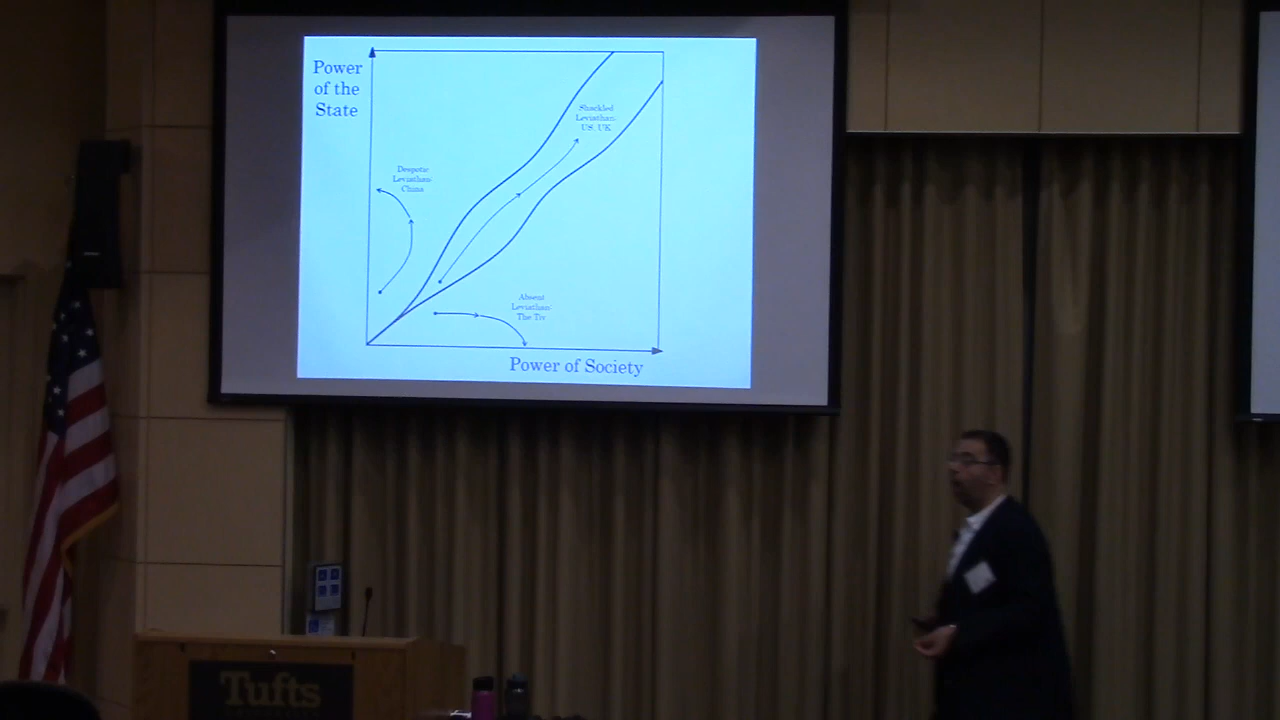 Power
of the
State
Shackled
Leviathan:
US, UK
Despotic
Leviathan:
China
Absent
Leviathan:
The Tiv
Power of Society
Tufts